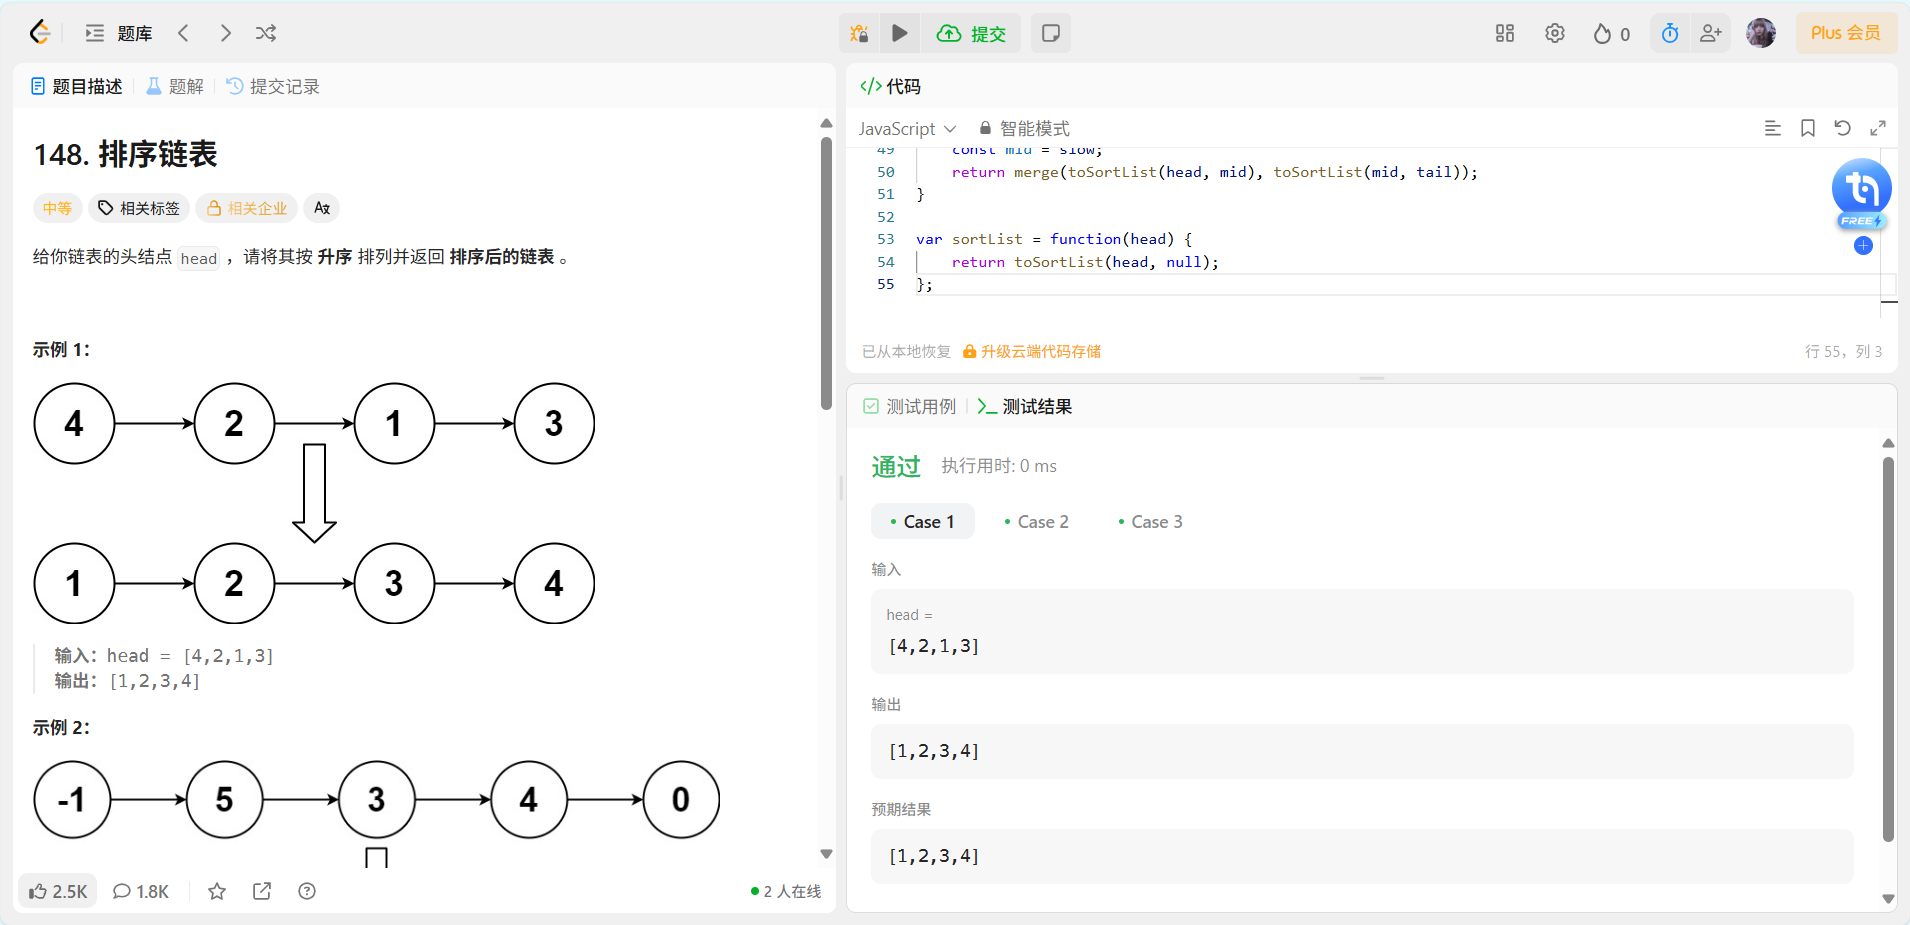 题库
提交
0
Plus 会员
题目描述
题解
提交记录
148. 排序链表
中等
相关标签
相关企业
给你链表的头结点 head ，请将其按 升序 排列并返回 排序后的链表 。
示例 1：
4
2
1
3
1
2
3
4
输入：head = [4,2,1,3]
输出：[1,2,3,4]
示例 2：
-1
5
3
4
0
2.5K
1.8K
2 人在线
代码
JavaScript
智能模式
49 const mid = slow;
50 return merge(toSortList(head, mid), toSortList(mid, tail));
51 }
52
53 var sortList = function(head) {
54 return toSortList(head, null);
55 };
FREE
已从本地恢复
升级云端代码存储
行 55，列 3
测试用例
测试结果
通过
执行用时: 0 ms
Case 1
Case 2
Case 3
输入
head =
[4,2,1,3]
输出
[1,2,3,4]
预期结果
[1,2,3,4]